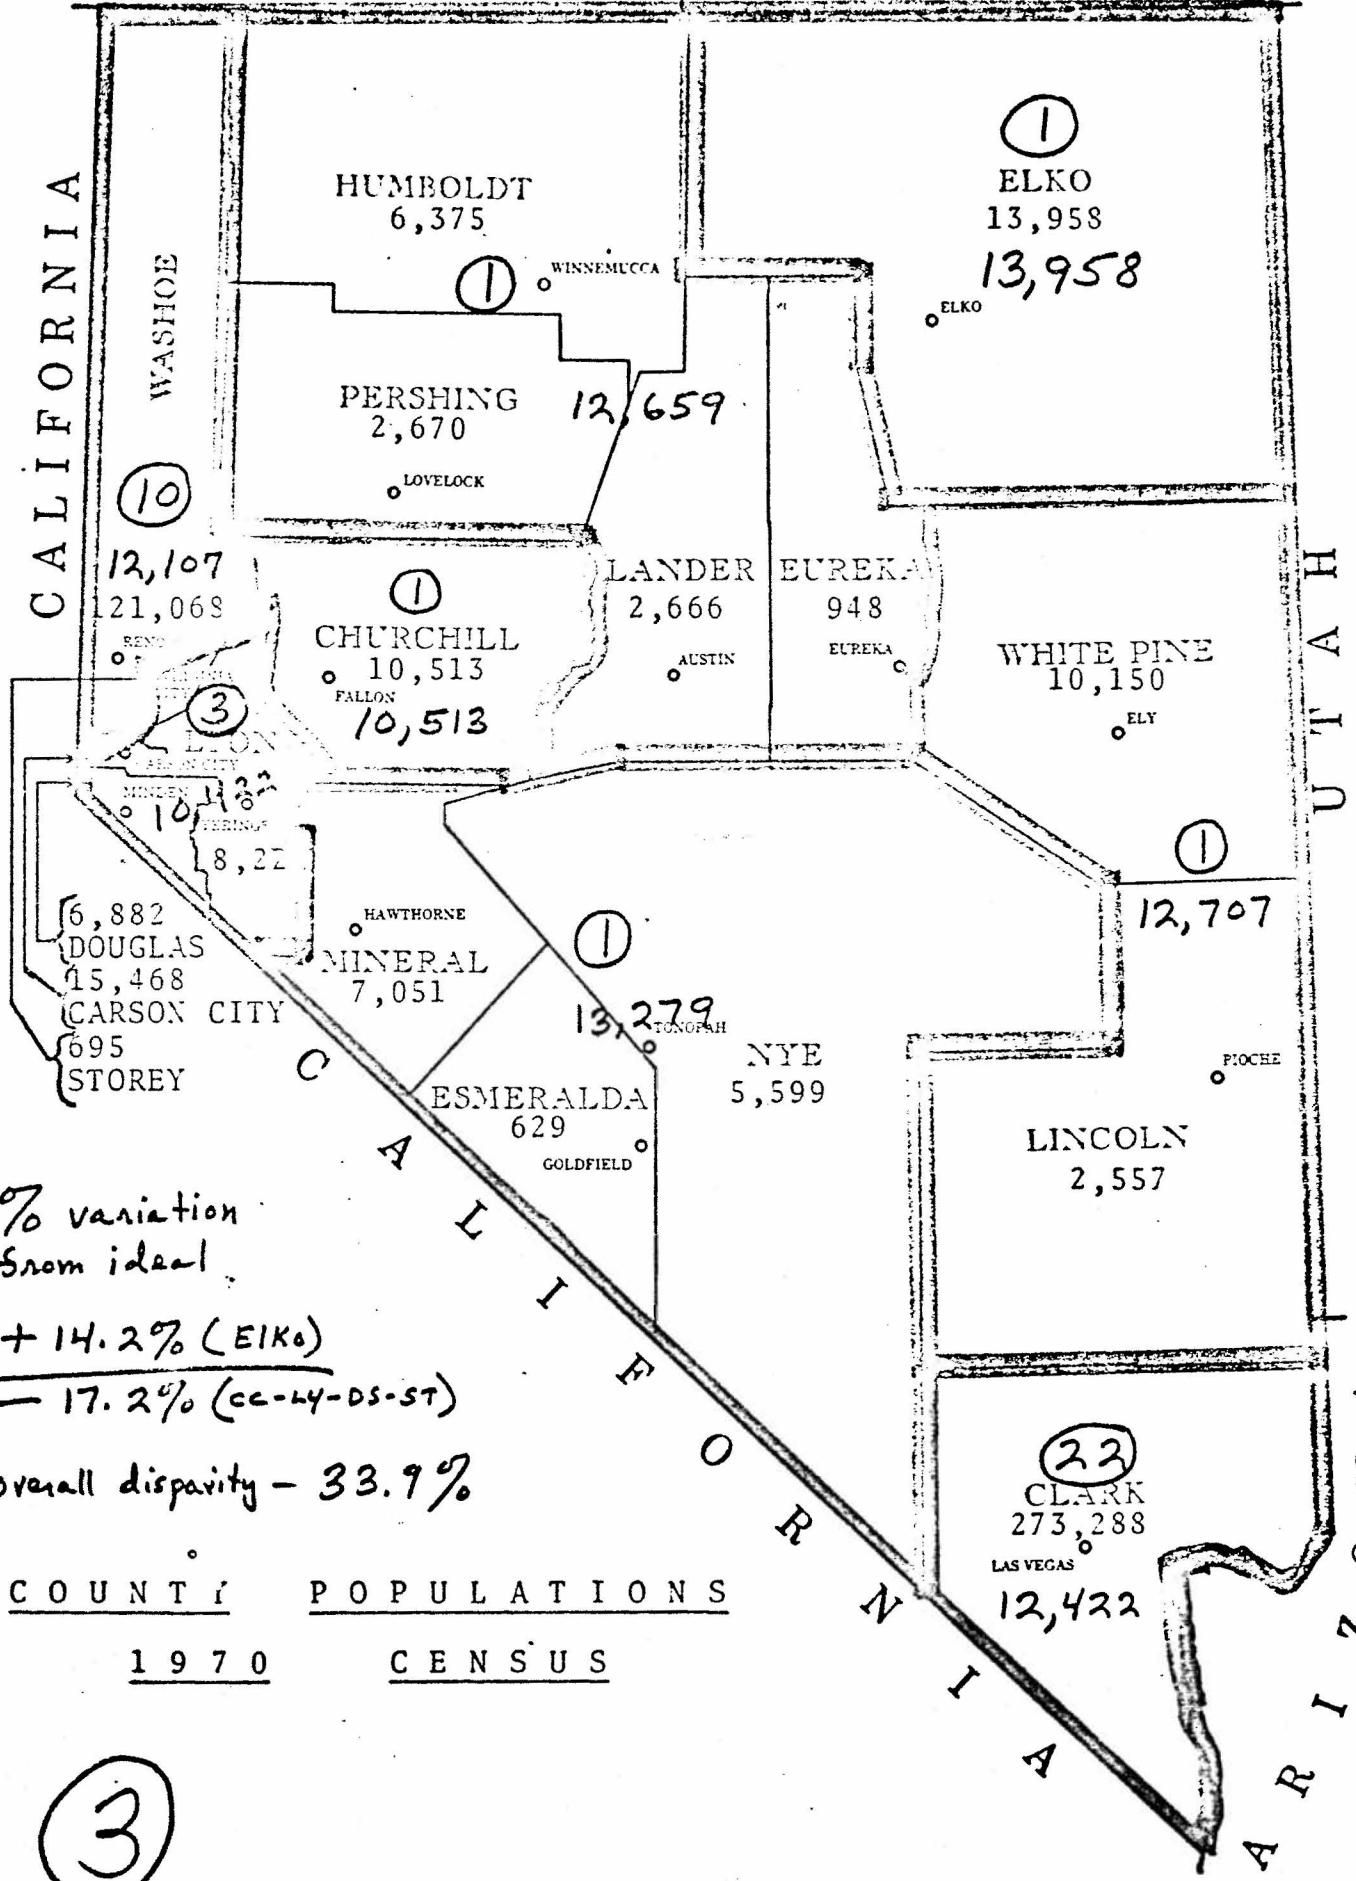 CALIFORNIA
WASHOE
HUMBOLDT
6,375
1
WINNEMUCCA
1
ELKO
13,958
13,958
ELKO
PERSHING
2,670
12,659
LOVELOCK
10
12,107
121,068
RENO
1
CHURCHILL
10,513
FALLON
10,513
LANDER
2,666
AUSTIN
EUREKA
948
EUREKA
WHITE PINE
10,150
ELY
UTAH
3
LYON
CARSON CITY
MINDEN
1
12,707
6,882
DOUGLAS
15,468
CARSON CITY
695
STOREY
HAWTHORNE
MINERAL
7,051
1
13,279
TONOPAH
NYE
5,599
ESMERALDA
629
GOLDFIELD
PIOCHE
LINCOLN
2,557
CALIFORNIA
% variation
from ideal
+ 14.2% (Elko)
- 17.2% (CC-LY-DS-ST)
overall disparity - 33.9%
22
CLARK
273,288
LAS VEGAS
12,422
COUNTY POPULATIONS
1970 CENSUS
3